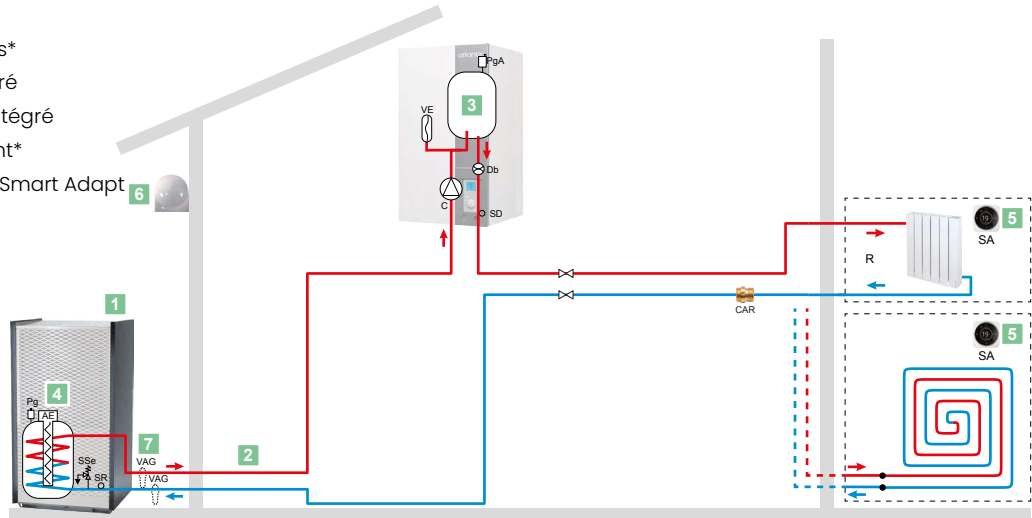 s*
ré
tégré
nt*
Smart Adapt
6
atlantic
PgA
3
VE
Db
C
SD
5
SA
R
CAR
5
SA
1
4
Pg
AE
SSe
SR
7
VAG
VAG
2